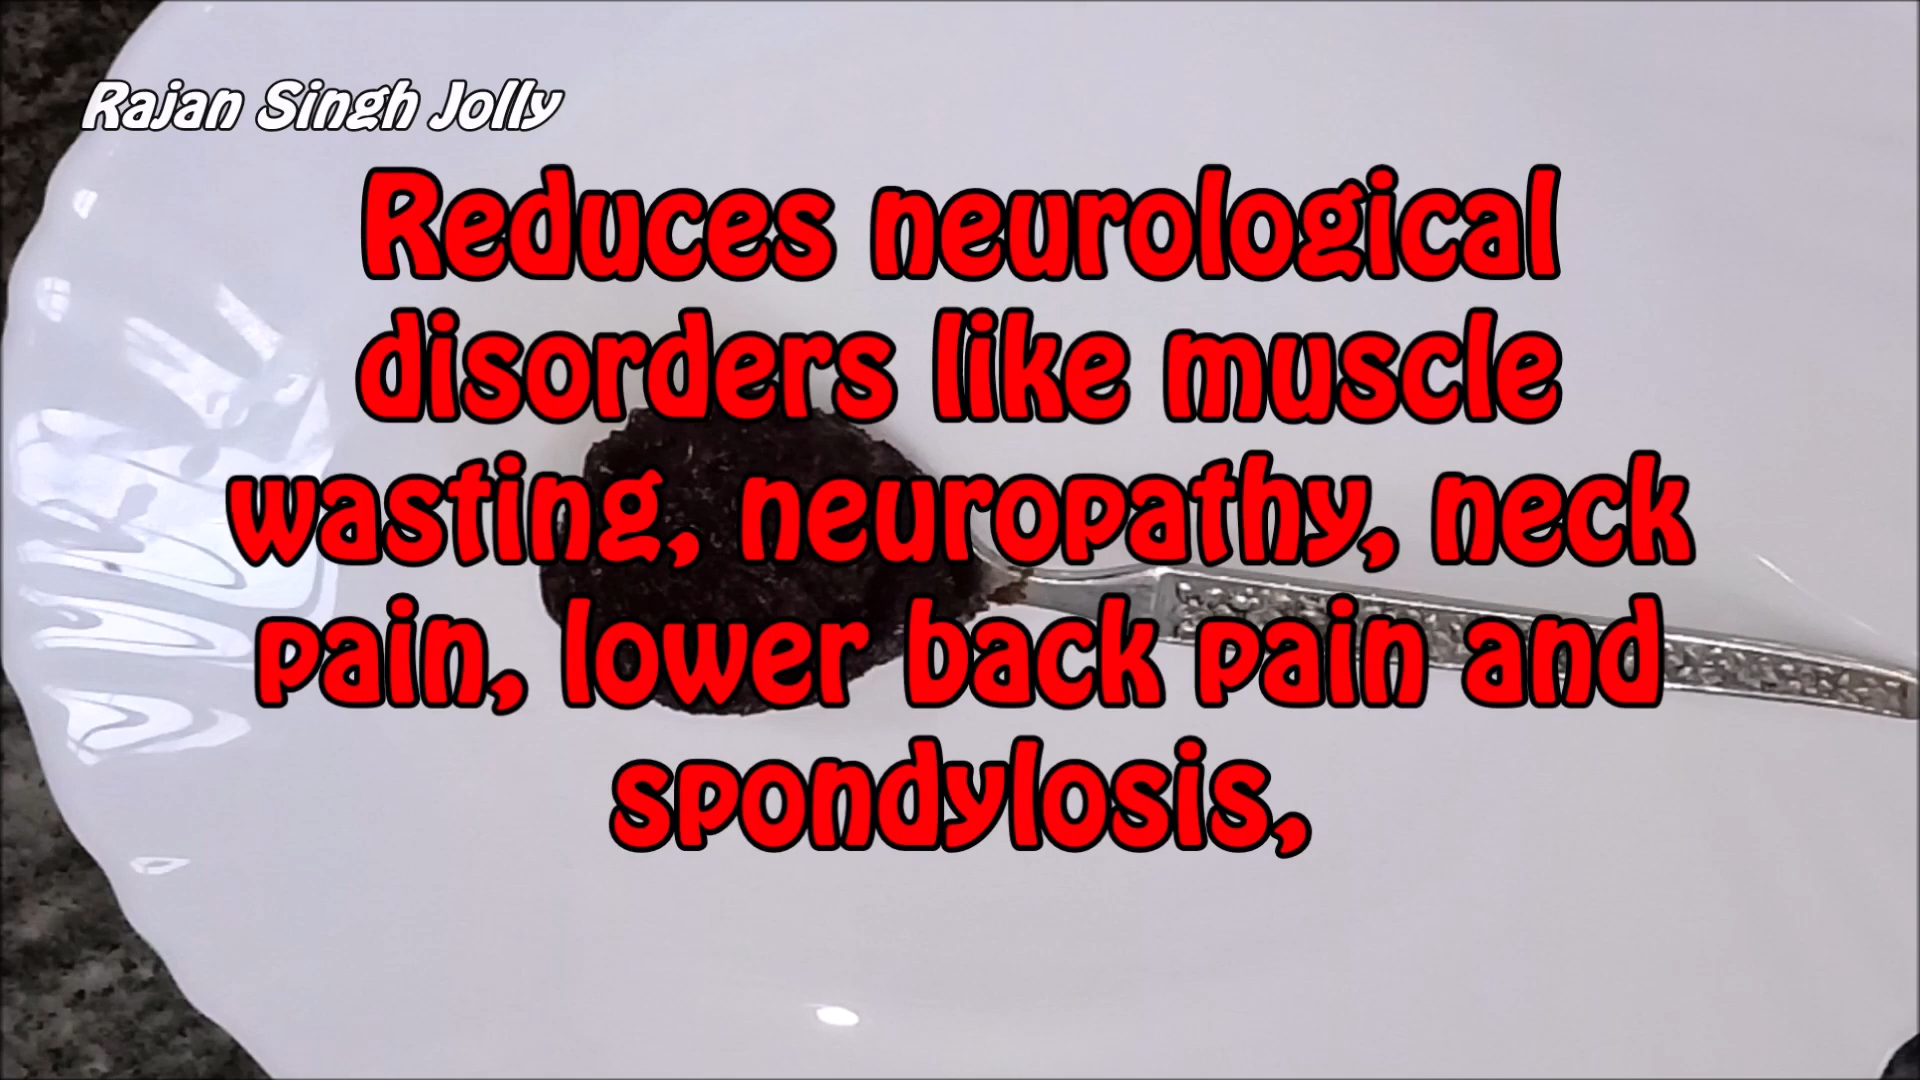 Rajan Singh Jolly
Reduces neurological
disorders like muscle
wasting, neuropathy, neck
pain, lower back pain and
spondylosis,